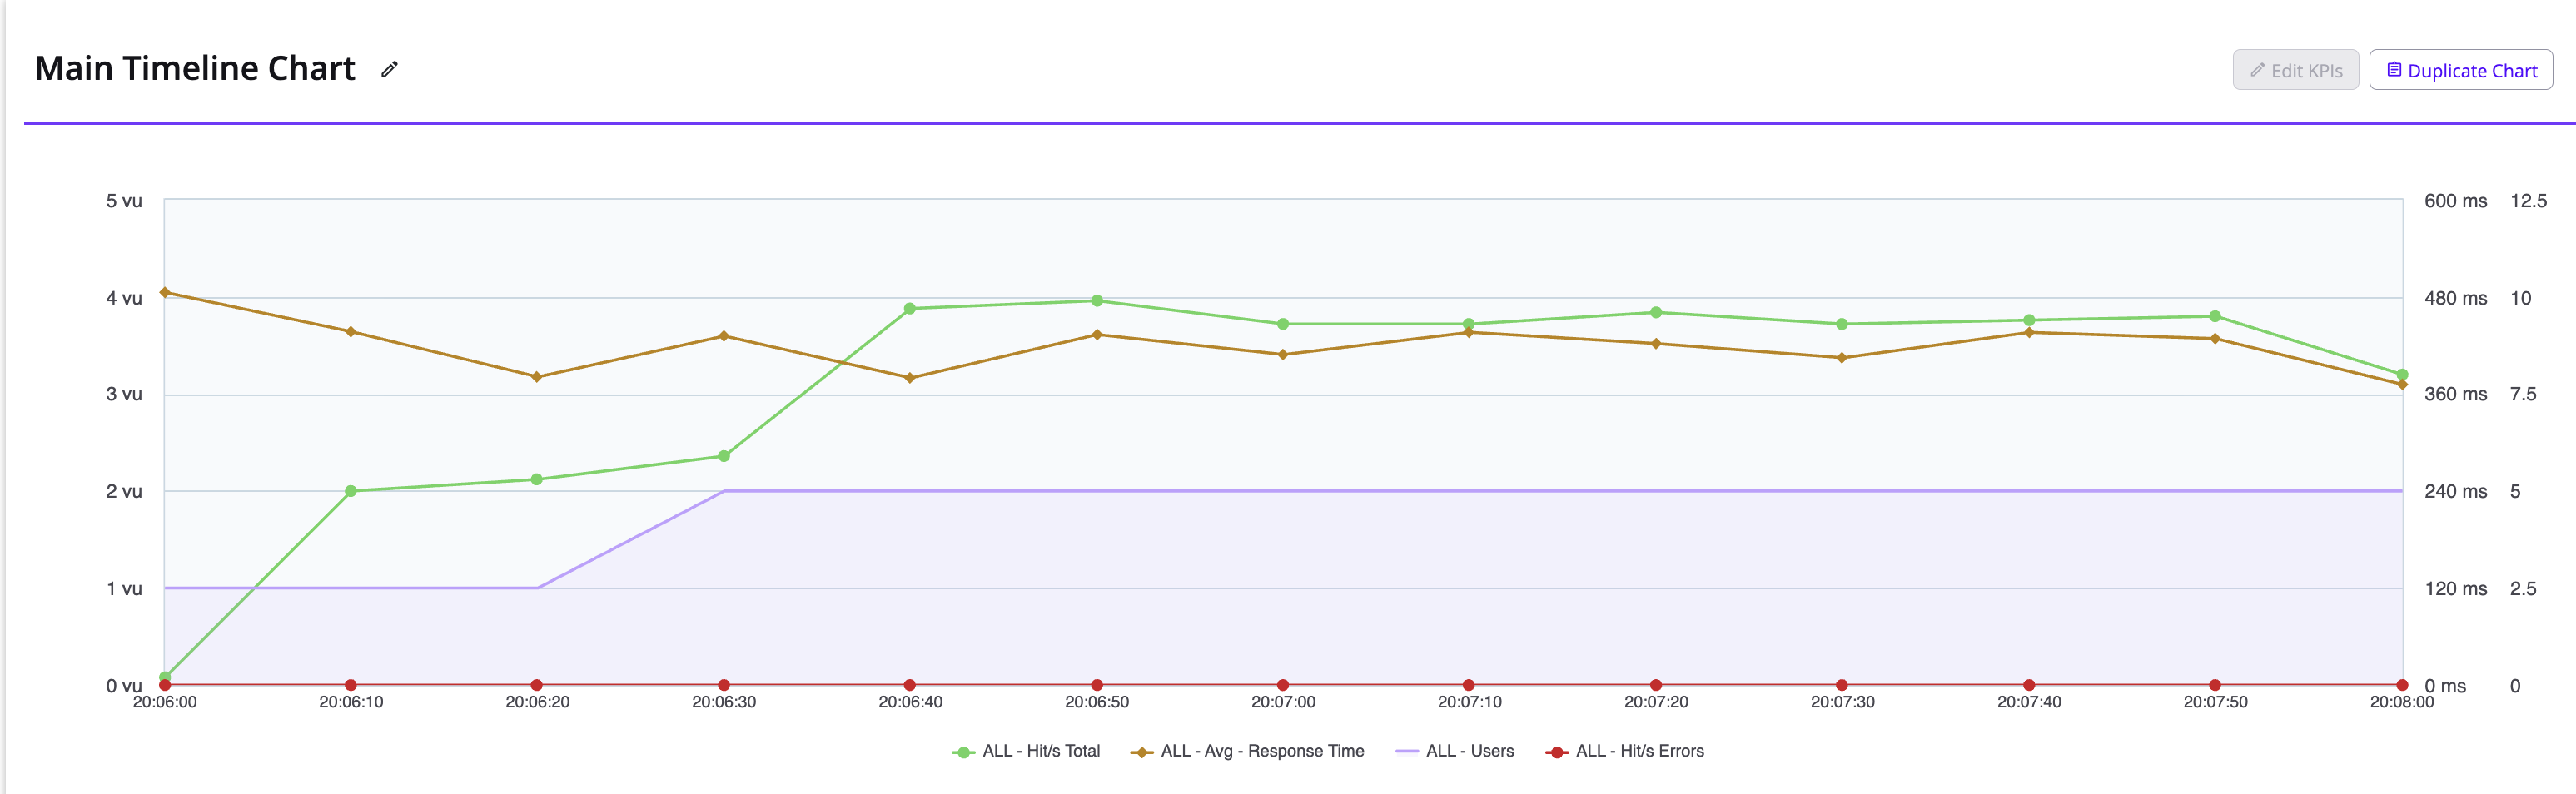 Main Timeline Chart
Edit KPIs
Duplicate Chart
5 vu 600 ms 12.5
4 vu 480 ms 10
3 vu 360 ms 7.5
2 vu 240 ms 5
1 vu 120 ms 2.5
0 vu 0 ms 0
20:06:00 20:06:10 20:06:20 20:06:30 20:06:40 20:06:50 20:07:00 20:07:10 20:07:20 20:07:30 20:07:40 20:07:50 20:08:00
ALL - Hit/s Total ALL - Avg - Response Time ALL - Users ALL - Hit/s Errors